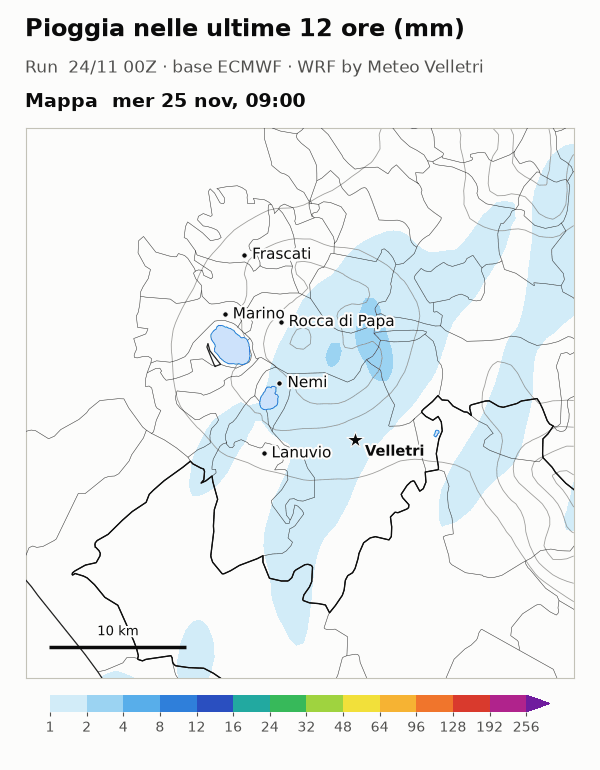 Pioggia nelle ultime 12 ore (mm)
Run 24/11 00Z · base ECMWF · WRF by Meteo Velletri
Mappa mer 25 nov, 09:00
Frascati
Marino
Rocca di Papa
Nemi
Lanuvio
Velletri
10 km
1 2 4 8 12 16 24 32 48 64 96 128 192 256